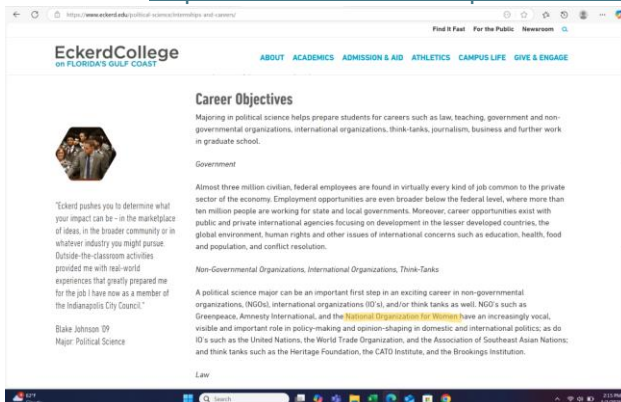 https://www.eckerd.edu/political-science/internships-and-careers/
Find It Fast For the Public Newsroom
EckerdCollege
on FLORIDA'S GULF COAST
ABOUT ACADEMICS ADMISSION & AID ATHLETICS CAMPUS LIFE GIVE & ENGAGE
Career Objectives
Majoring in political science helps prepare students for careers such as law, teaching, government and non-
governmental organizations, international organizations, think-tanks, journalism, business and further work
in graduate school.
Government
Almost three million civilian, federal employees are found in virtually every kind of job common to the private
sector of the economy. Employment opportunities are even broader below the federal level, where more than
ten million people are working for state and local governments. Moreover, career opportunities exist with
public and private international agencies focusing on development in the lesser developed countries, the
global environment, human rights and other issues of international concerns such as education, health, food
and population, and conflict resolution.
"Eckerd pushes you to determine what
your impact can be – in the marketplace
of ideas, in the broader community or in
whatever industry you might pursue.
Outside-the-classroom activities
provided me with real-world
experiences that greatly prepared me
for the job I have now as a member of
the Indianapolis City Council."
Blake Johnson '09
Major: Political Science
Non-Governmental Organizations, International Organizations, Think-Tanks
A political science major can be an important first step in an exciting career in non-governmental
organizations, (NGOs), international organizations (IO's), and/or think tanks as well. NGO's such as
Greenpeace, Amnesty International, and the National Organization for Women have an increasingly vocal,
visible and important role in policy-making and opinion-shaping in domestic and international politics; as do
IO's such as the United Nations, the World Trade Organization, and the Association of Southeast Asian Nations;
and think tanks such as the Heritage Foundation, the CATO Institute, and the Brookings Institution.
Law
Search
2:15 PM